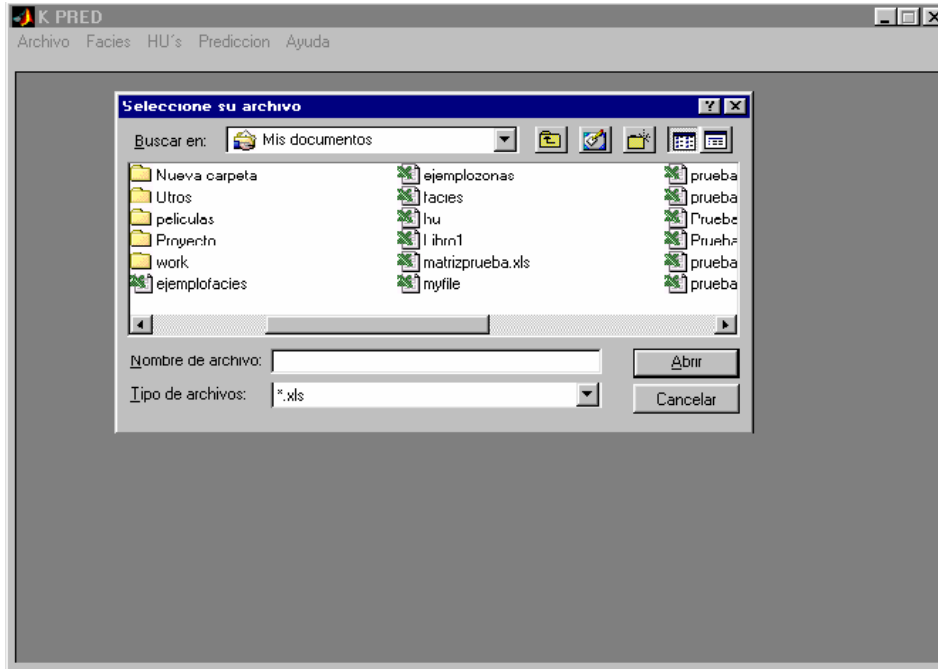 K PRED
Archivo Facies HU´s Prediccion Ayuda
Seleccione su archivo
Buscar en: Mis documentos
Nueva carpeta ejemplozonas prueba
Utros facies prueba
peliculas hu Prueba
Proyecto Libro1 Prueba
work matrizprueba.xls prueba
ejemplofacies myfile prueba
Nombre de archivo: Abrir
Tipo de archivos: *.xls Cancelar